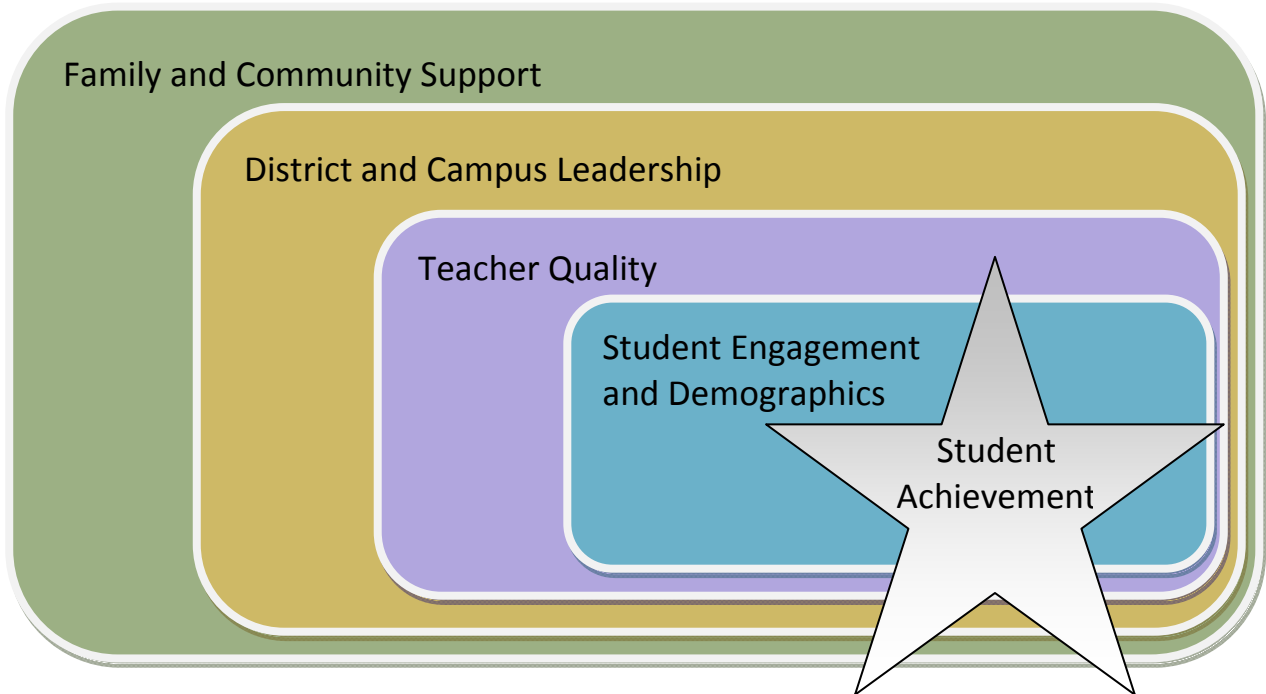 Family and Community Support
District and Campus Leadership
Teacher Quality
Student Engagement
and Demographics
Student
Achievement